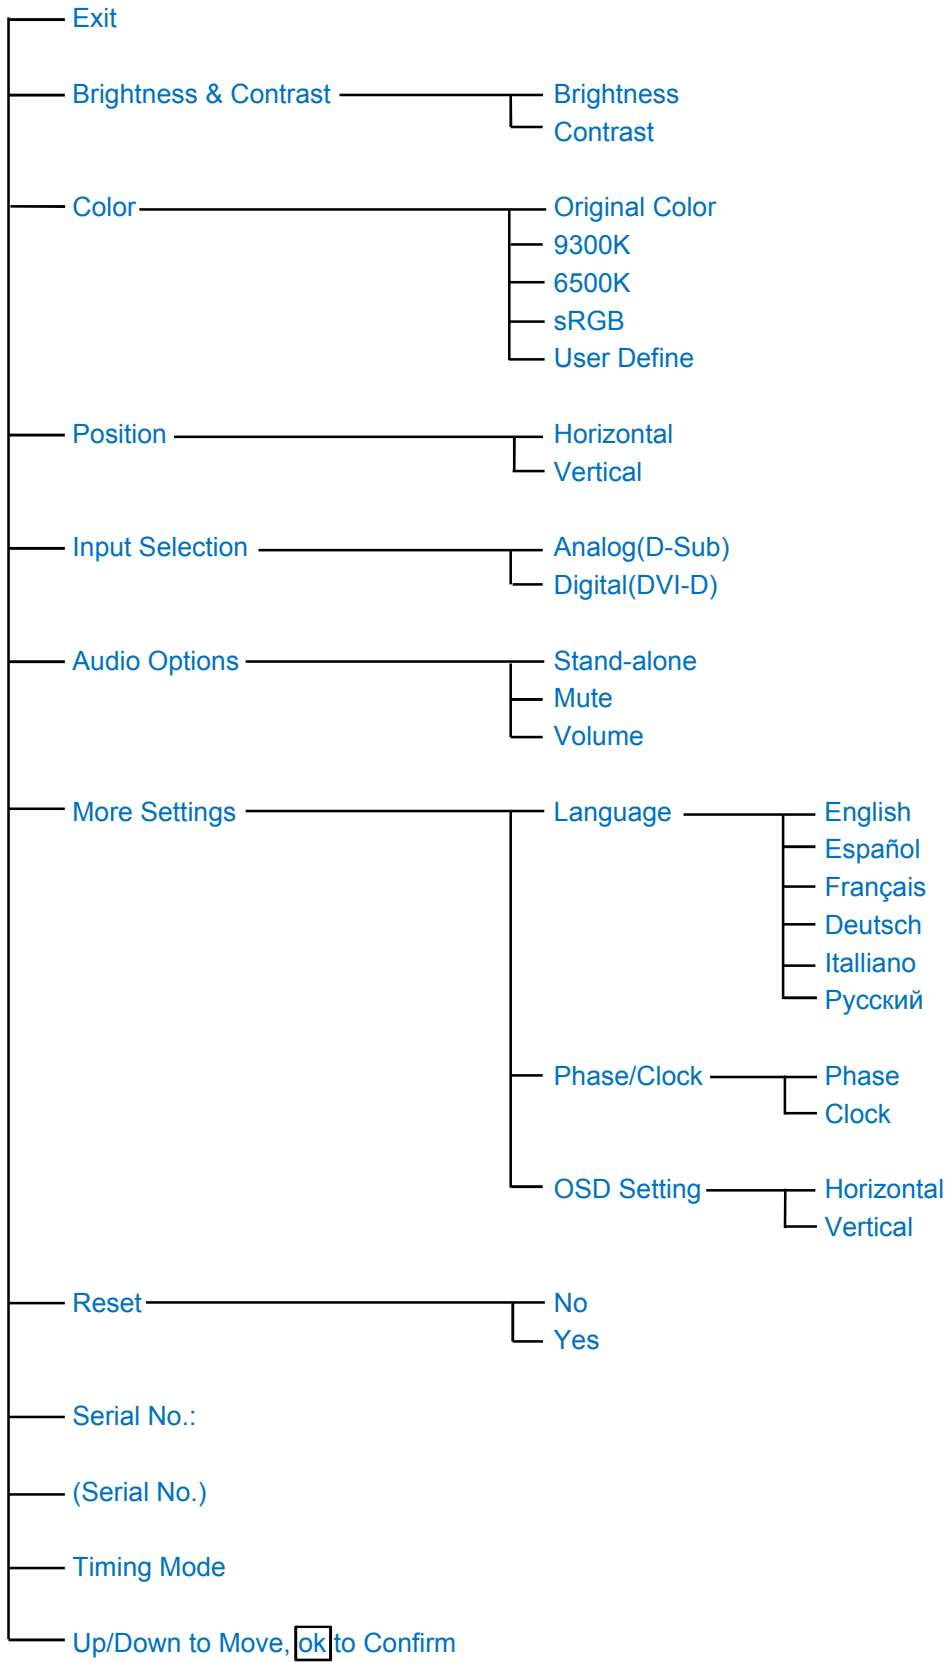 Exit
Brightness & Contrast Brightness
Contrast
Color Original Color
9300K
6500K
sRGB
User Define
Position Horizontal
Vertical
Input Selection Analog(D-Sub)
Digital(DVI-D)
Audio Options Stand-alone
Mute
Volume
More Settings Language English
Español
Français
Deutsch
Italliano
Русский
Phase/Clock Phase
Clock
OSD Setting Horizontal
Vertical
Reset No
Yes
Serial No.:
(Serial No.)
Timing Mode
Up/Down to Move, ok to Confirm